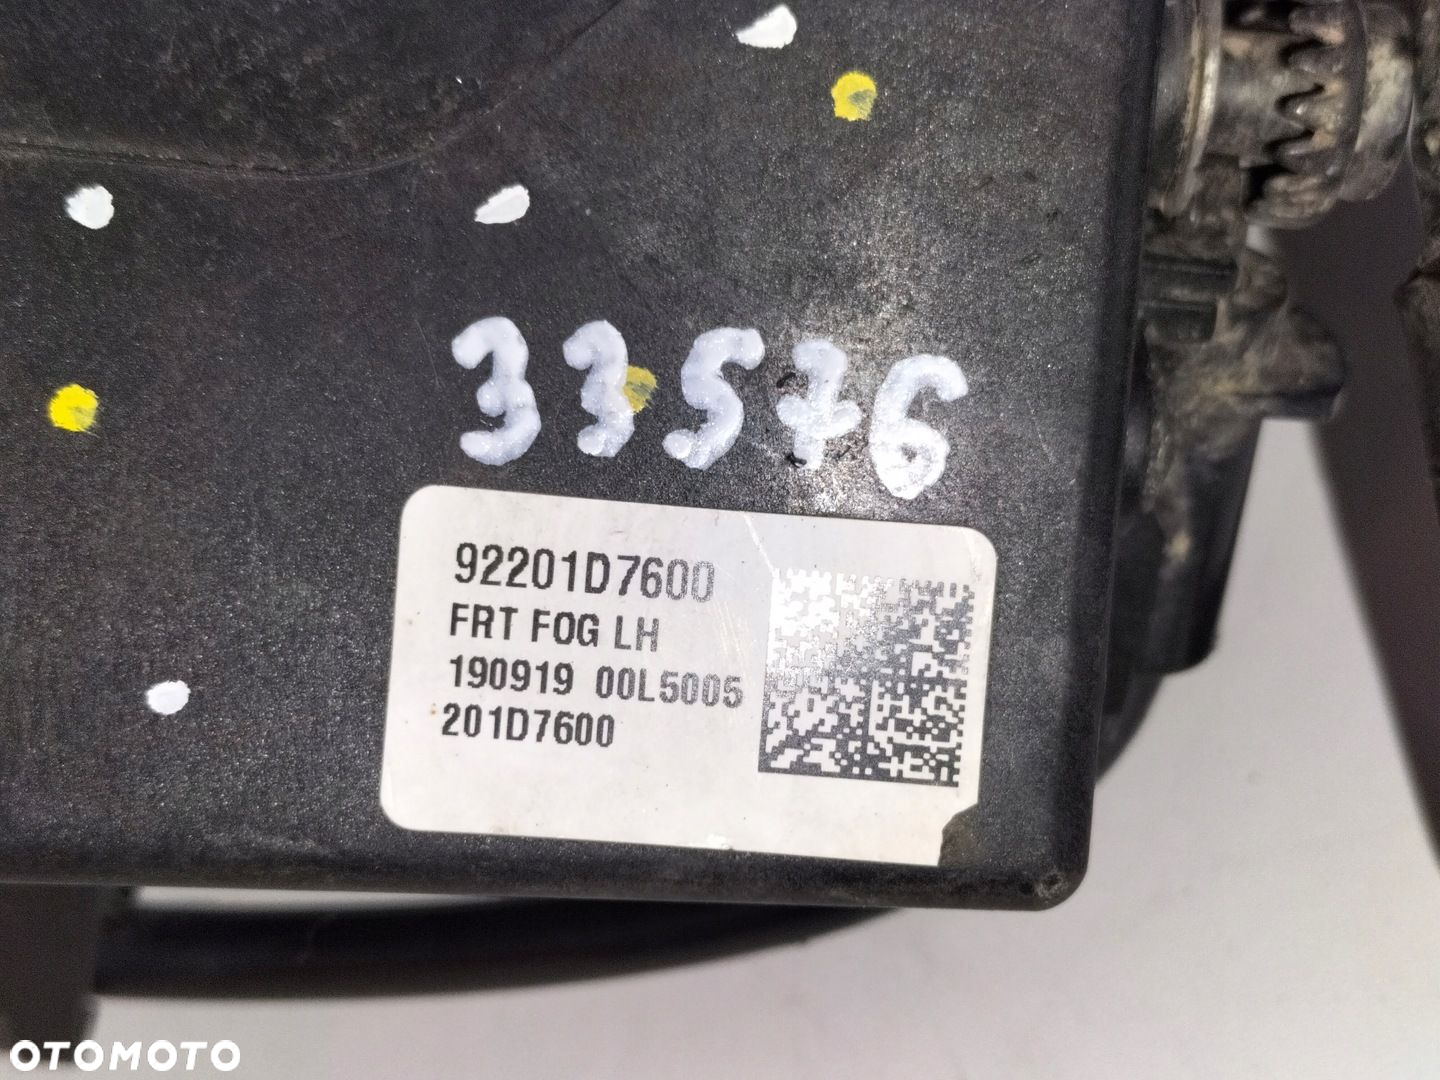 33576
92201D7600
FRT FOG LH
190919 00L5005
201D7600
OTOMOTO